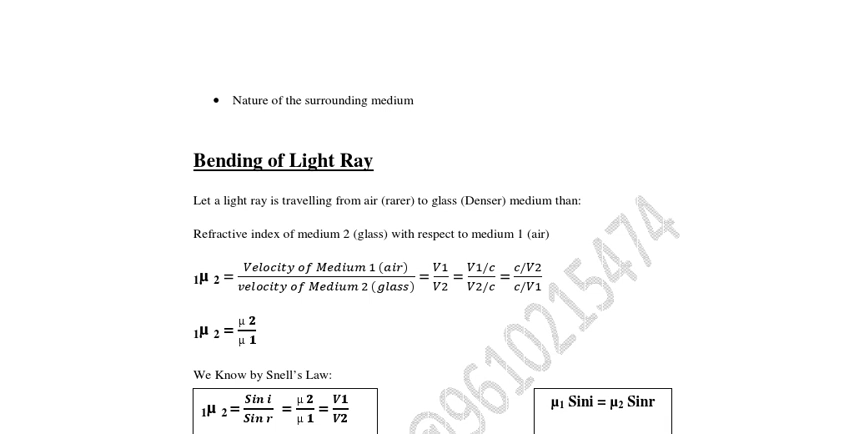 • Nature of the surrounding medium
Bending of Light Ray
Let a light ray is travelling from air (rarer) to glass (Denser) medium than:
Refractive index of medium 2 (glass) with respect to medium 1 (air)
₁μ ₂ = Velocity of Medium 1 (air) / velocity of Medium 2 (glass) = V1/V2 = (V1/c)/(V2/c) = (c/V2)/(c/V1)
₁μ ₂ = μ 2 / μ 1
We Know by Snell's Law:
₁μ ₂ = Sin i / Sin r = μ 2 / μ 1 = V1 / V2
μ₁ Sini = μ₂ Sinr
@9610215474